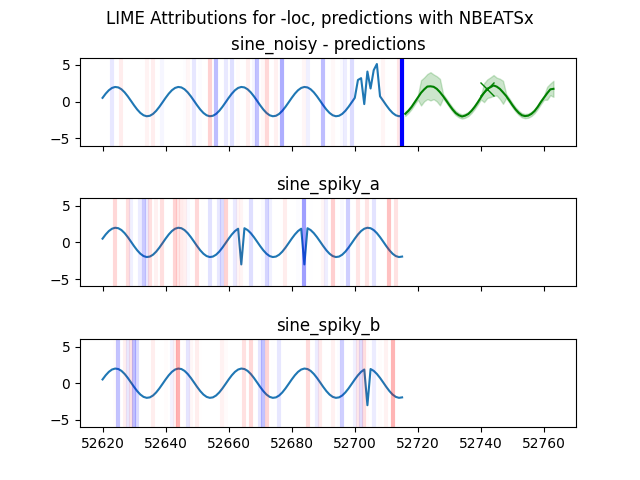 LIME Attributions for -loc, predictions with NBEATSx
sine_noisy - predictions
5
0
−5
sine_spiky_a
5
0
−5
sine_spiky_b
5
0
−5
52620 52640 52660 52680 52700 52720 52740 52760